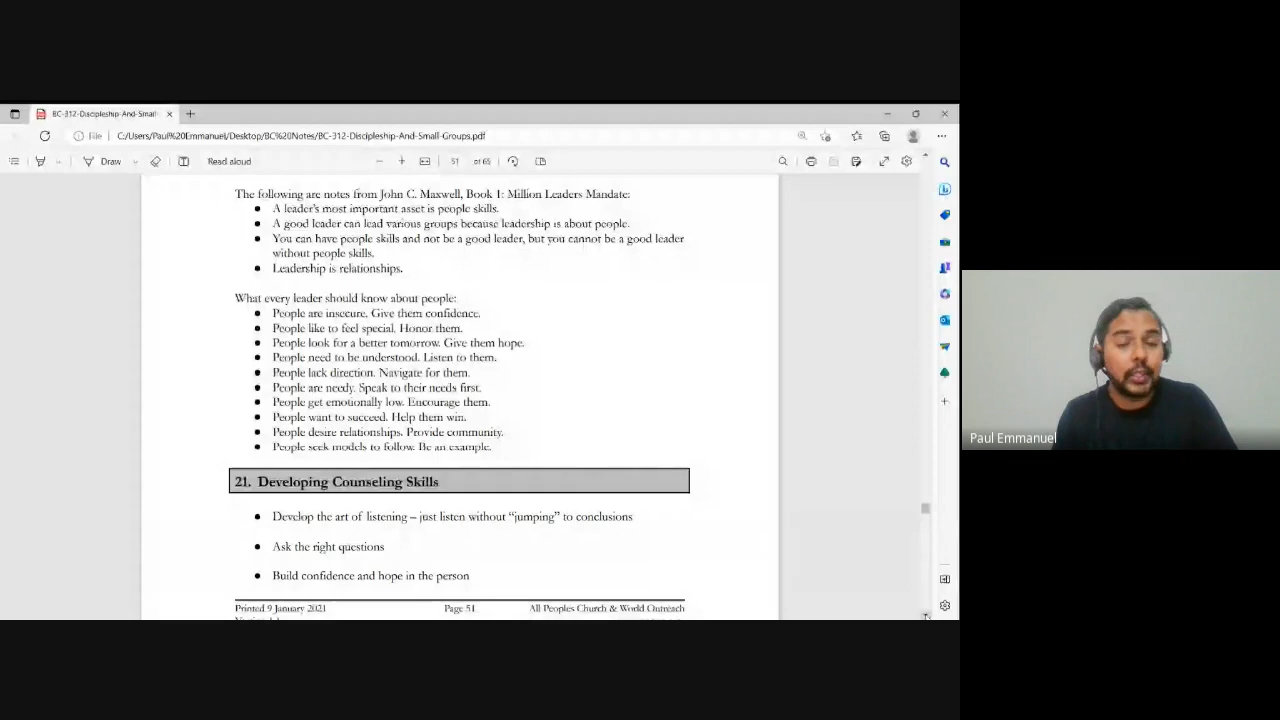 BC-312-Discipleship-And-Small-
File
C:/Users/Paul%20Emmanuel/Desktop/BC%20Notes/BC-312-Discipleship-And-Small-Groups.pdf
Draw
Read aloud
51
of 65
The following are notes from John C. Maxwell, Book 1: Million Leaders Mandate:
● A leader's most important asset is people skills.
● A good leader can lead various groups because leadership is about people.
● You can have people skills and not be a good leader, but you cannot be a good leader
without people skills.
● Leadership is relationships.
What every leader should know about people:
● People are insecure. Give them confidence.
● People like to feel special. Honor them.
● People look for a better tomorrow. Give them hope.
● People need to be understood. Listen to them.
● People lack direction. Navigate for them.
● People are needy. Speak to their needs first.
● People get emotionally low. Encourage them.
● People want to succeed. Help them win.
● People desire relationships. Provide community.
● People seek models to follow. Be an example.
21. Developing Counseling Skills
● Develop the art of listening – just listen without “jumping” to conclusions
● Ask the right questions
● Build confidence and hope in the person
Printed 9 January 2021
Page 51
All Peoples Church & World Outreach
Paul Emmanuel